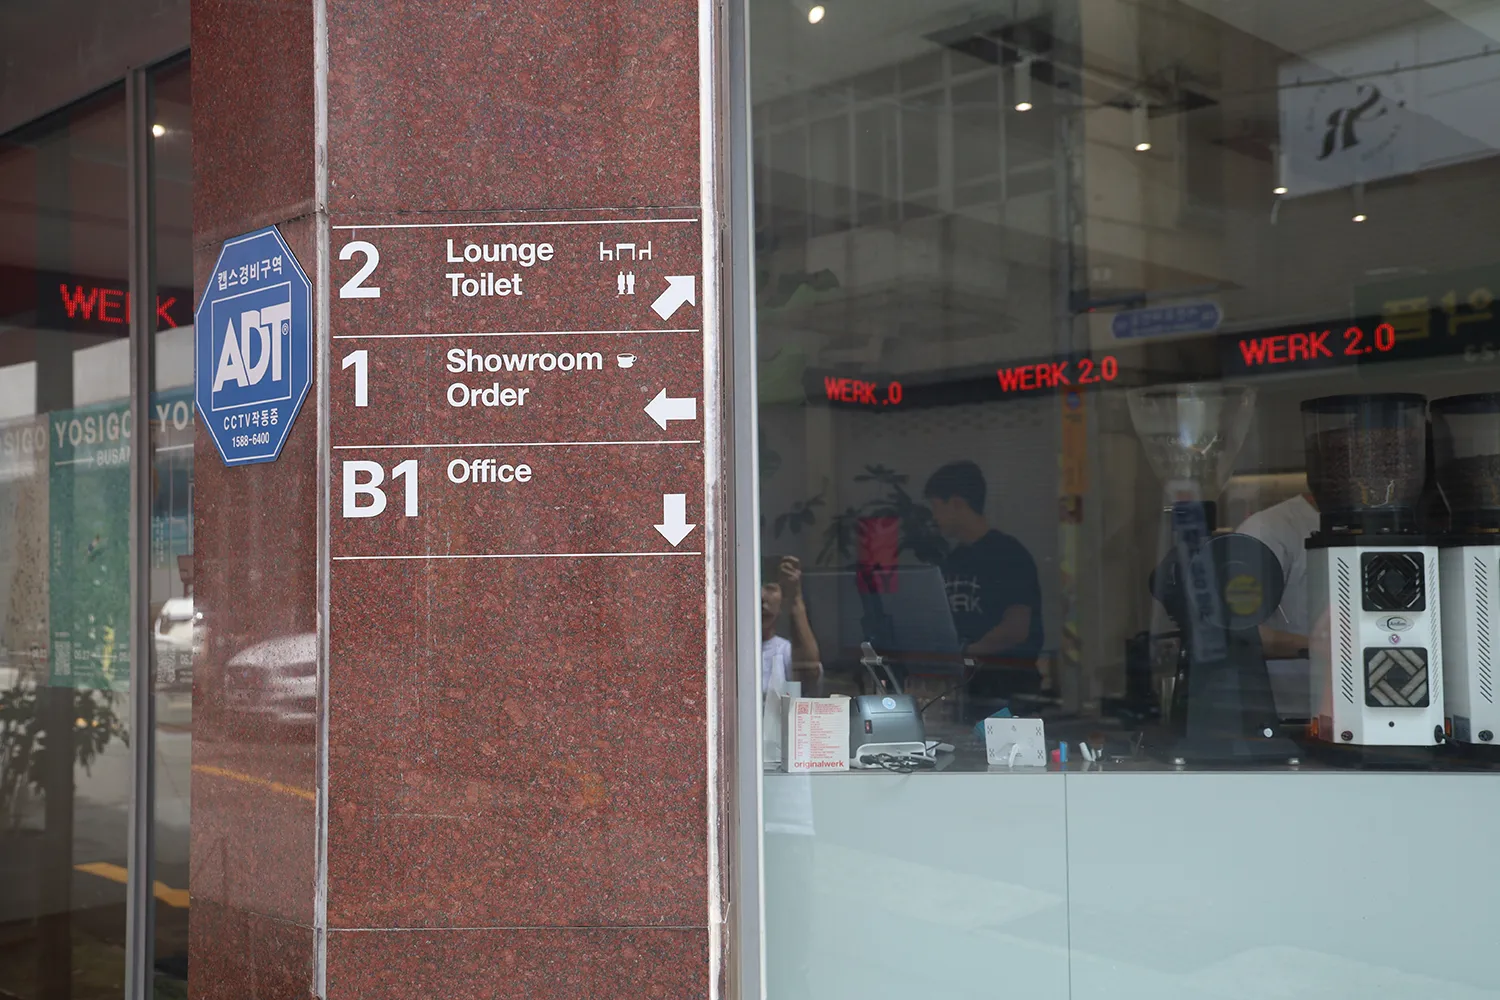 WERK
YOSIGO
BUSAN
YOS
캡스경비구역
ADT®
CCTV작동중
1588-6400
2
Lounge
Toilet
1
Showroom
Order
B1
Office
WERK .0
WERK 2.0
WERK 2.0
originalwerk